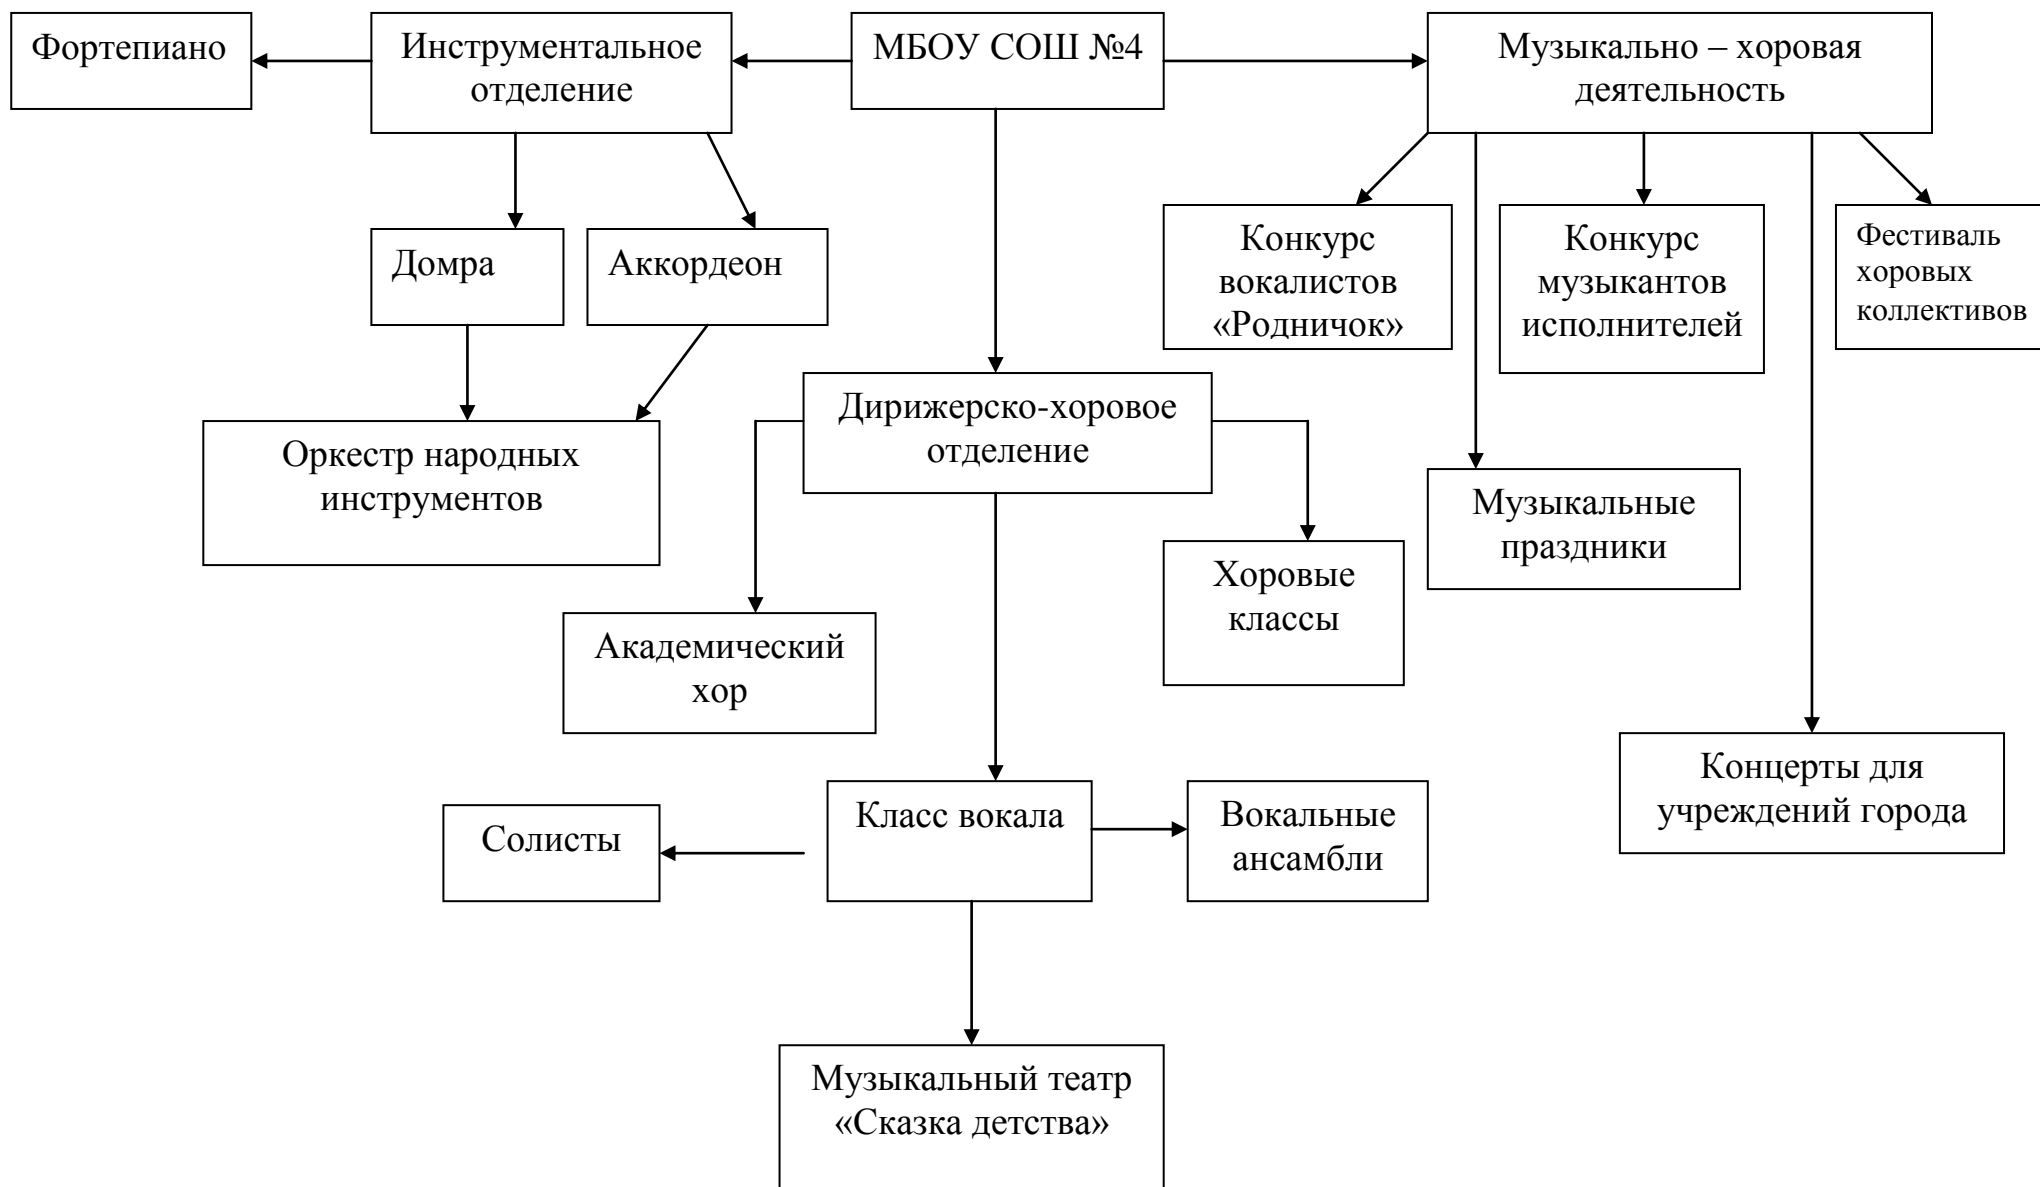 Фортепиано
Инструментальное
отделение
МБОУ СОШ №4
Музыкально – хоровая
деятельность
Домра
Аккордеон
Конкурс
вокалистов
«Родничок»
Конкурс
музыкантов
исполнителей
Фестиваль
хоровых
коллективов
Оркестр народных
инструментов
Дирижерско-хоровое
отделение
Музыкальные
праздники
Хоровые
классы
Академический
хор
Концерты для
учреждений города
Солисты
Класс вокала
Вокальные
ансамбли
Музыкальный театр
«Сказка детства»